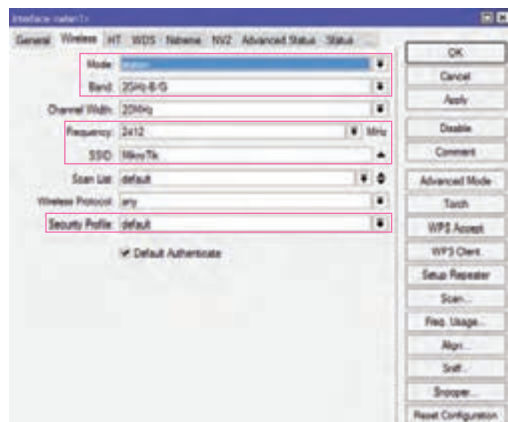 Interface <wlan1>
General Wireless HT WDS Nstreme NV2 Advanced Status Status ...
Mode: station
Band: 2GHz-B/G
Channel Width: 20MHz
Frequency: 2412 MHz
SSID: MikroTik
Scan List: default
Wireless Protocol: any
Security Profile: default
Default Authenticate
OK
Cancel
Apply
Disable
Comment
Advanced Mode
Torch
WPS Accept
WPS Client
Setup Repeater
Scan...
Freq. Usage...
Align...
Sniff...
Snooper...
Reset Configuration